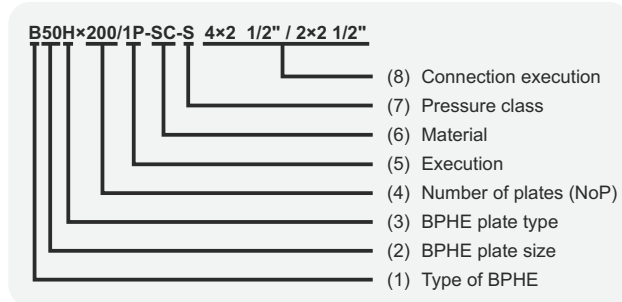 B50H×200/1P-SC-S 4×2 1/2" / 2×2 1/2"
(8) Connection execution
(7) Pressure class
(6) Material
(5) Execution
(4) Number of plates (NoP)
(3) BPHE plate type
(2) BPHE plate size
(1) Type of BPHE